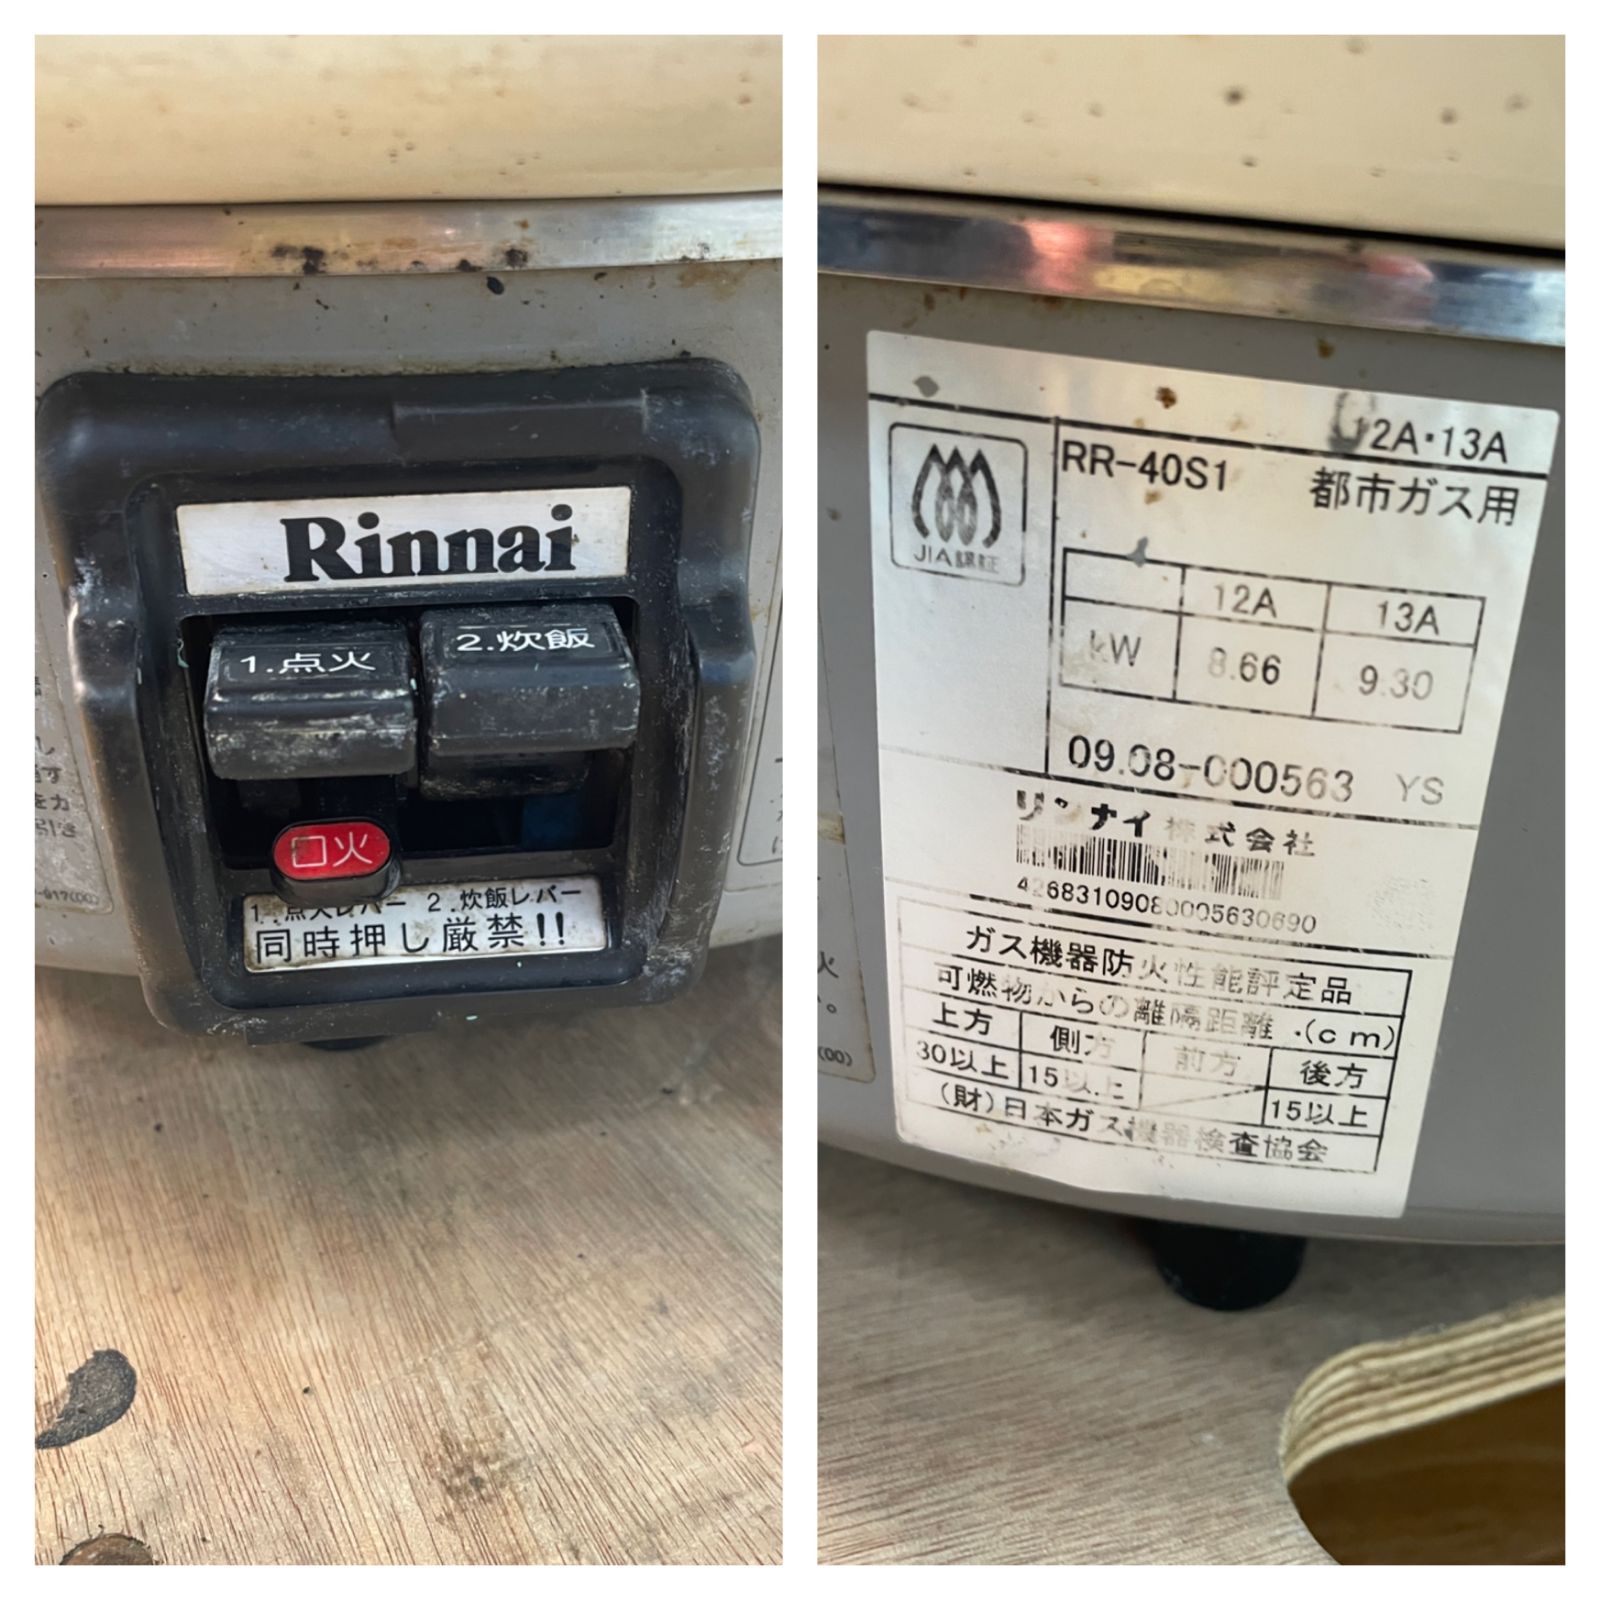 Rinnai
1.点火
2.炊飯
口火
1.点火レバー 2.炊飯レバー
同時押し厳禁!!
12A・13A
JIA認証
RR-40S1
都市ガス用
12A 13A
kW 8.66 9.30
09.08-000563 YS
リンナイ株式会社
426831090800005630690
ガス機器防火性能評定品
可燃物からの離隔距離・(cm)
上方 側方 前方 後方
30以上 15以上 15以上
(財)日本ガス機器検査協会